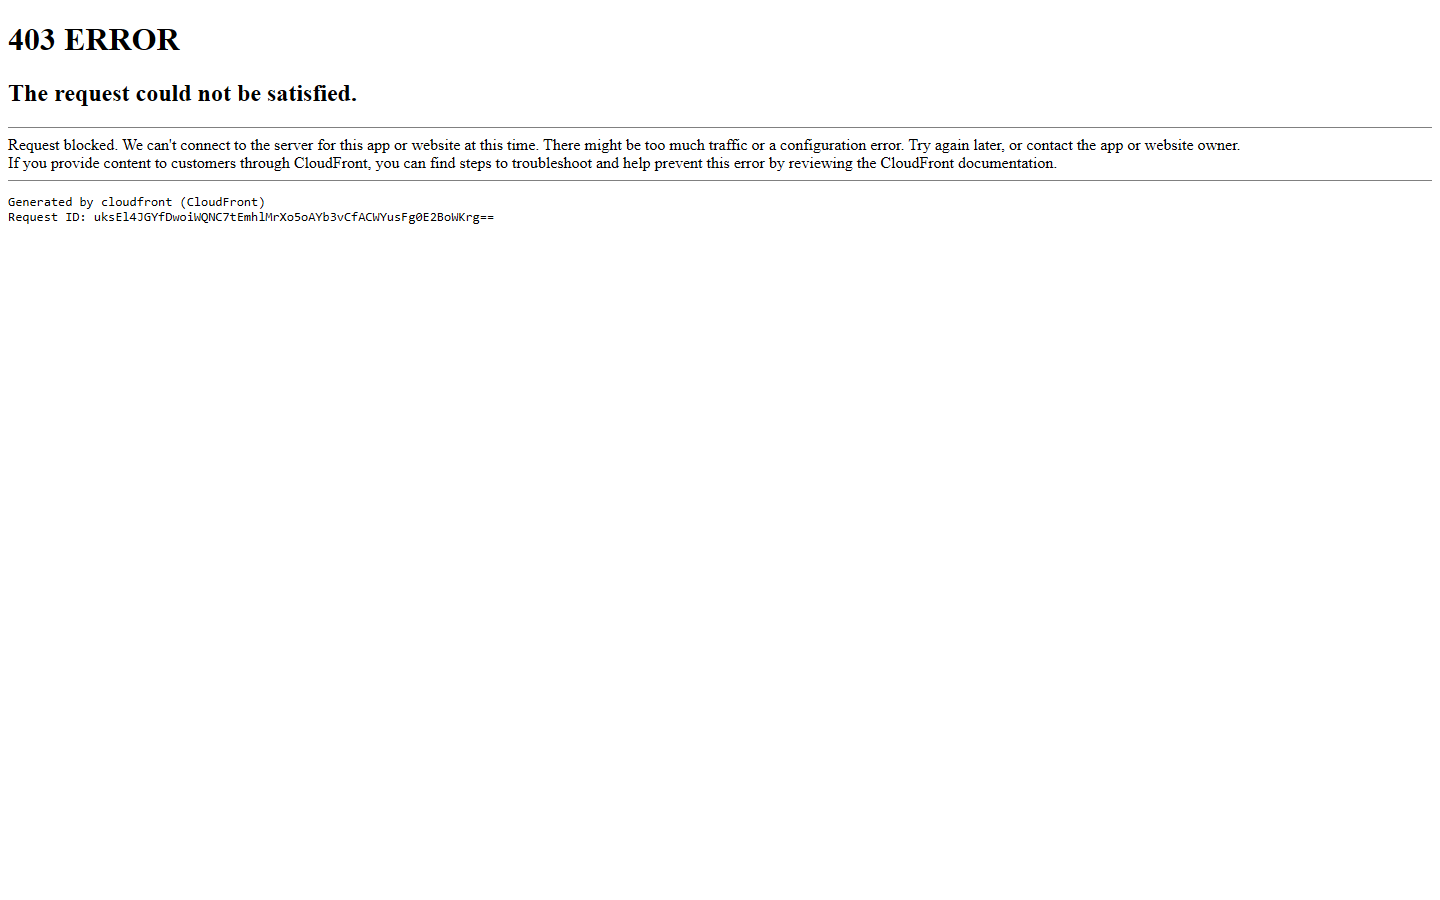 403 ERROR
The request could not be satisfied.
Request blocked. We can't connect to the server for this app or website at this time. There might be too much traffic or a configuration error. Try again later, or contact the app or website owner.
If you provide content to customers through CloudFront, you can find steps to troubleshoot and help prevent this error by reviewing the CloudFront documentation.
Generated by cloudfront (CloudFront)
Request ID: uksEl4JGYfDwoiWQNC7tEmhlMrXo5oAYb3vCfACWYusFg0E2BoWKrg==